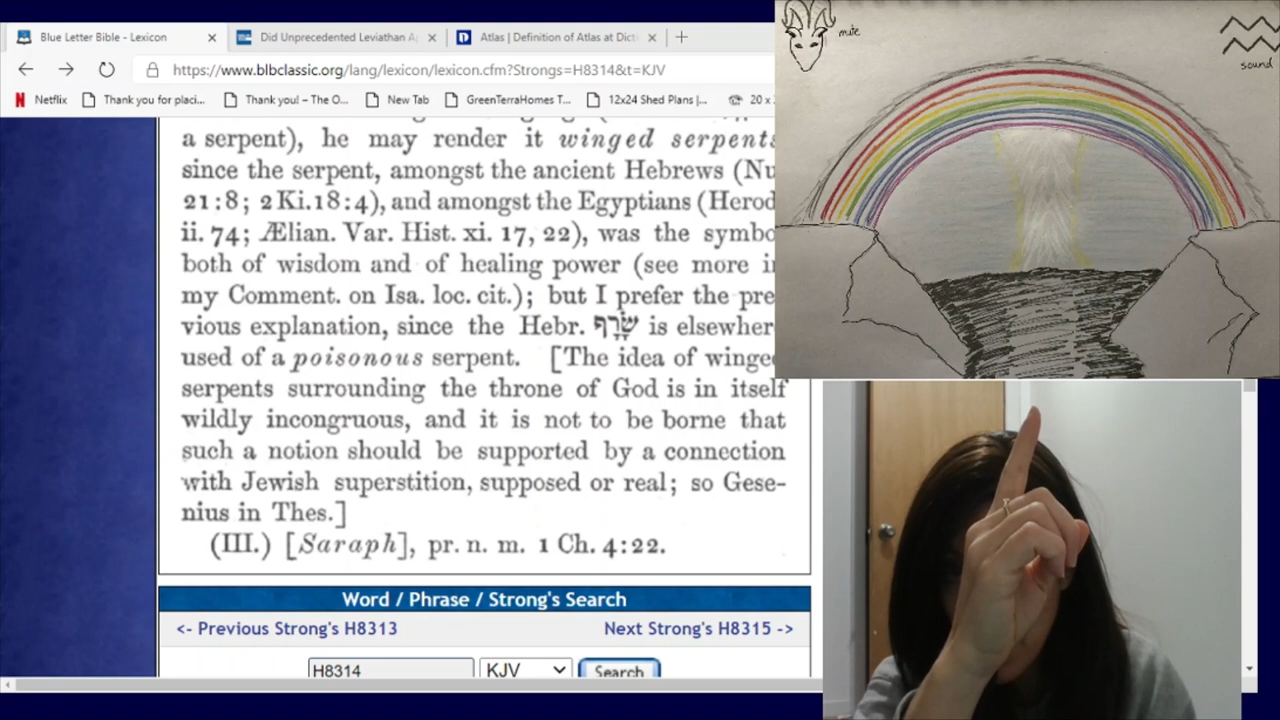 Blue Letter Bible - Lexicon
Did Unprecedented Leviathan
Atlas | Definition of Atlas at Dict
https://www.blbclassic.org/lang/lexicon/lexicon.cfm?Strongs=H8314&t=KJV
Netflix
Thank you for placi...
Thank you! – The O...
New Tab
GreenTerraHomes T...
12x24 Shed Plans |...
20 x
a serpent), he may render it winged serpents
since the serpent, amongst the ancient Hebrews (Nu
21:8; 2 Ki. 18:4), and amongst the Egyptians (Herod
ii. 74; Ælian. Var. Hist. xi. 17, 22), was the symbo
both of wisdom and of healing power (see more i
my Comment. on Isa. loc. cit.); but I prefer the pre-
vious explanation, since the Hebr. שָׂרָף is elsewher
used of a poisonous serpent. [The idea of winge
serpents surrounding the throne of God is in itself
wildly incongruous, and it is not to be borne that
such a notion should be supported by a connection
with Jewish superstition, supposed or real; so Gese-
nius in Thes.]
(III.) [Saraph], pr. n. m. 1 Ch. 4:22.
Word / Phrase / Strong's Search
<- Previous Strong's H8313
Next Strong's H8315 ->
H8314
KJV
Search
mute
sound